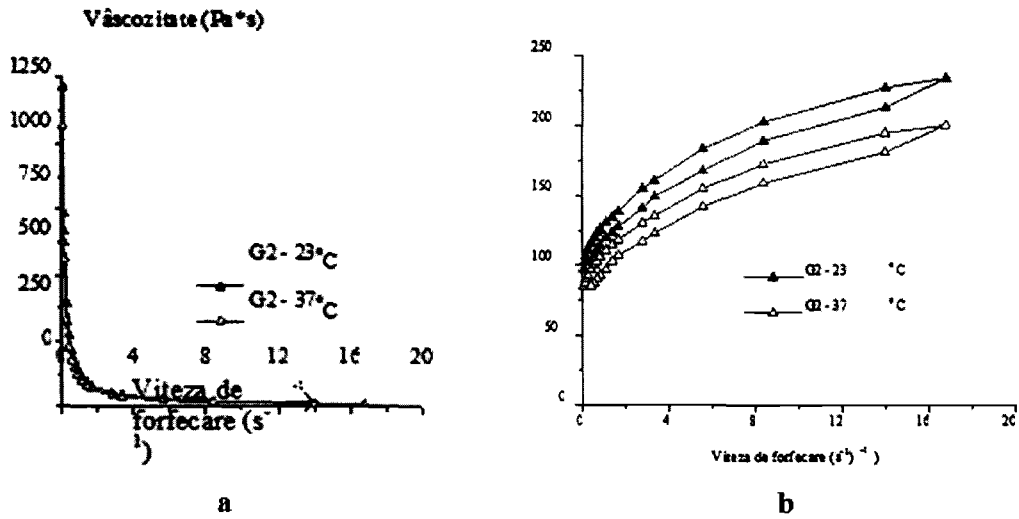 Vâscozitate (Pa*s)
1250
1000
750
500
250
0
0 4 8 12 16 20
G2 - 23°C
G2 - 37°C
Viteza de
forfecare (s⁻
¹)
a
250
200
150
100
50
0
0 4 8 12 16 20
G2 - 23 °C
G2 - 37 °C
Viteza de forfecare (s¹) ⁻¹ )
b